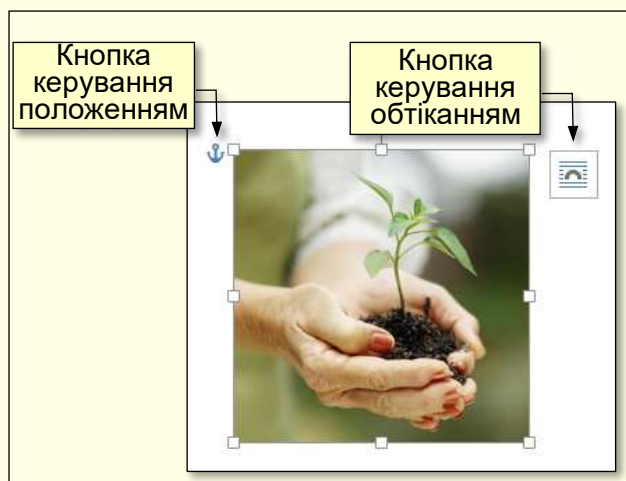 Кнопка
керування
положенням
Кнопка
керування
обтіканням